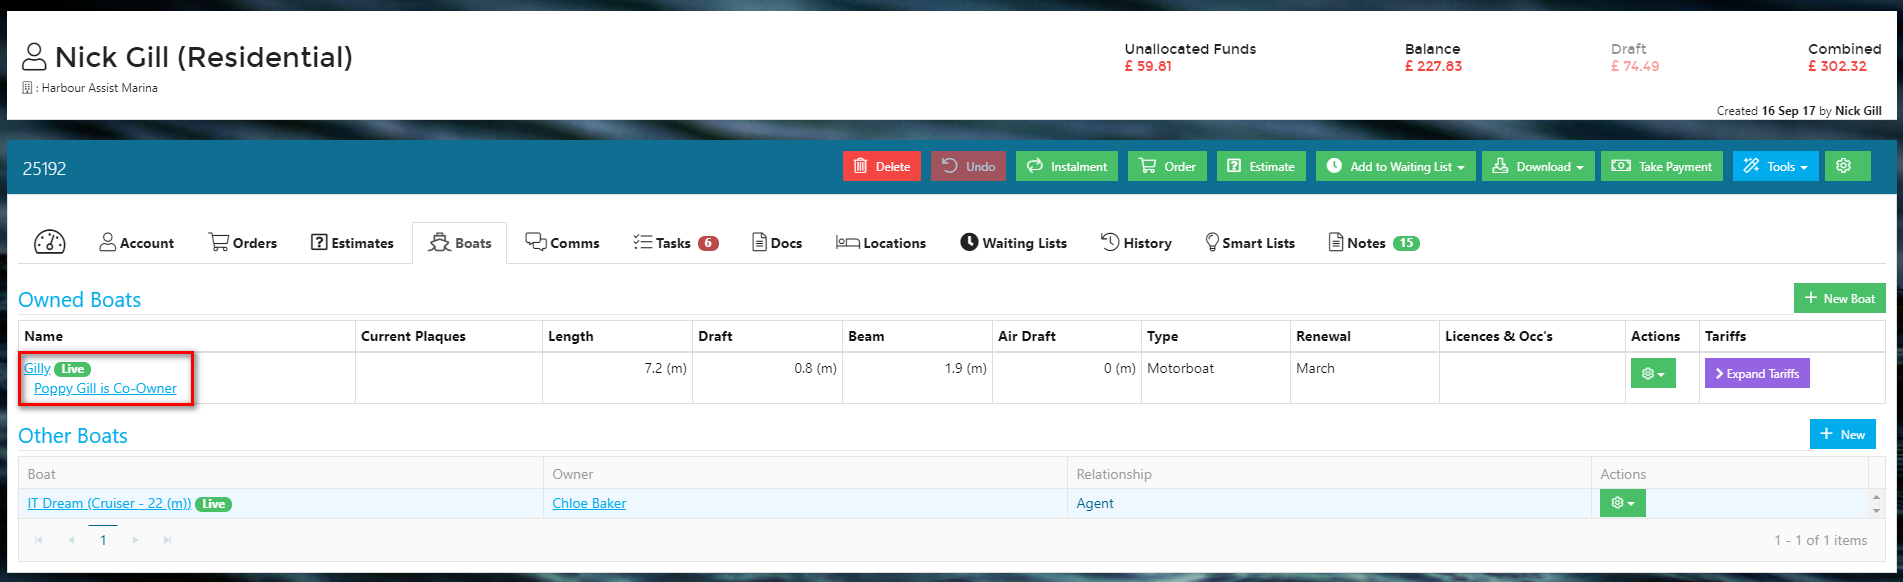 Nick Gill (Residential)
: Harbour Assist Marina
Unallocated Funds
£ 59.81
Balance
£ 227.83
Draft
£ 74.49
Combined
£ 302.32
Created 16 Sep 17 by Nick Gill
25192
Delete
Undo
Instalment
Order
Estimate
Add to Waiting List
Download
Take Payment
Tools
Account
Orders
Estimates
Boats
Comms
Tasks 6
Docs
Locations
Waiting Lists
History
Smart Lists
Notes 15
Owned Boats
+ New Boat
Name Current Plaques Length Draft Beam Air Draft Type Renewal Licences & Occ's Actions Tariffs
Gilly Live 7.2 (m) 0.8 (m) 1.9 (m) 0 (m) Motorboat March Expand Tariffs
Poppy Gill is Co-Owner
Other Boats
+ New
Boat Owner Relationship Actions
IT Dream (Cruiser - 22 (m)) Live Chloe Baker Agent
1
1 - 1 of 1 items